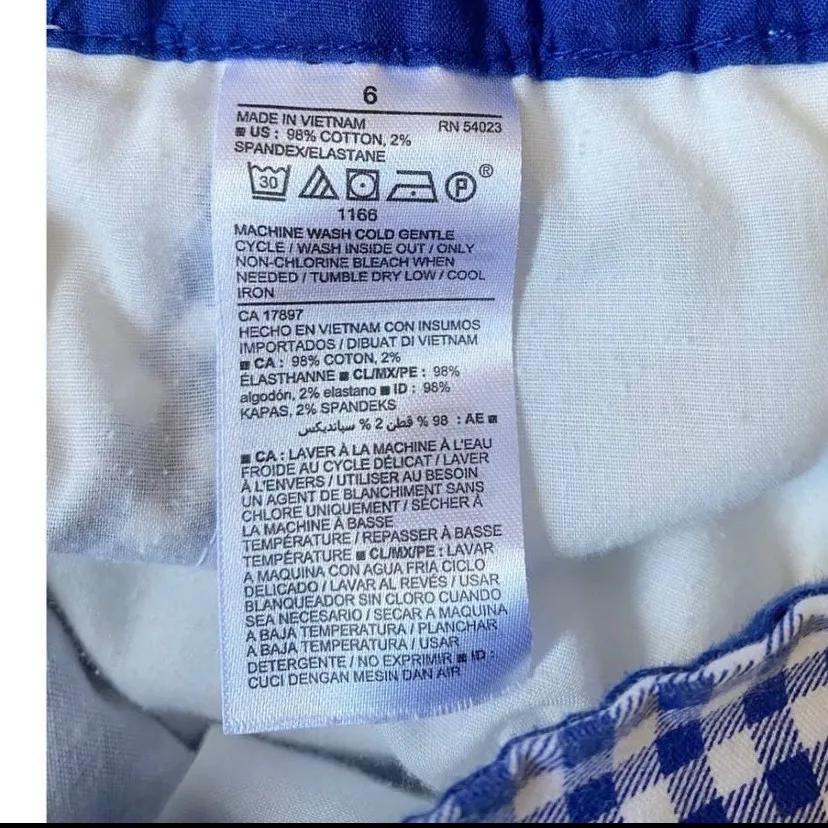 6
MADE IN VIETNAM RN 54023
■ US : 98% COTTON, 2%
SPANDEX/ELASTANE
30 P ®
1166
MACHINE WASH COLD GENTLE
CYCLE / WASH INSIDE OUT / ONLY
NON-CHLORINE BLEACH WHEN
NEEDED / TUMBLE DRY LOW / COOL
IRON
CA 17897
HECHO EN VIETNAM CON INSUMOS
IMPORTADOS / DIBUAT DI VIETNAM
■ CA : 98% COTON, 2%
ÉLASTHANNE ■ CL/MX/PE : 98%
algodón, 2% elastano ■ ID : 98%
KAPAS, 2% SPANDEKS
■ AE : 98 % قطن 2 % سباندیکس
■ CA : LAVER À LA MACHINE À L'EAU
FROIDE AU CYCLE DÉLICAT / LAVER
À L'ENVERS / UTILISER AU BESOIN
UN AGENT DE BLANCHIMENT SANS
CHLORE UNIQUEMENT / SÉCHER À
LA MACHINE À BASSE
TEMPÉRATURE / REPASSER À BASSE
TEMPÉRATURE ■ CL/MX/PE : LAVAR
A MAQUINA CON AGUA FRIA CICLO
DELICADO / LAVAR AL REVÉS / USAR
BLANQUEADOR SIN CLORO CUANDO
SEA NECESARIO / SECAR A MAQUINA
A BAJA TEMPERATURA / PLANCHAR
A BAJA TEMPERATURA / USAR
DETERGENTE / NO EXPRIMIR ■ ID :
CUCI DENGAN MESIN DAN AIR